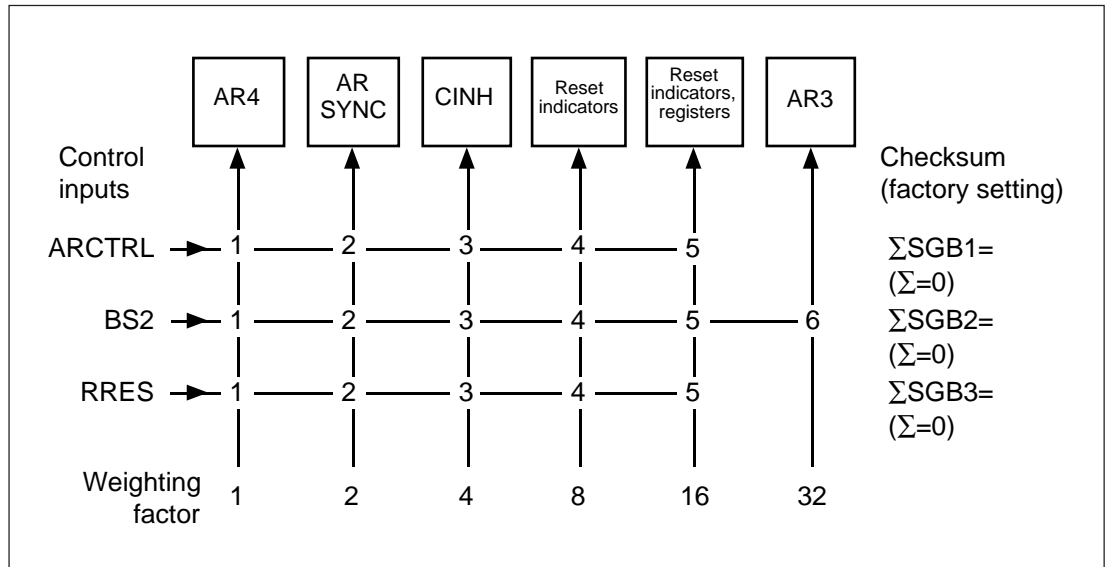 AR4
AR
SYNC
CINH
Reset
indicators
Reset
indicators,
registers
AR3
Control
inputs
Checksum
(factory setting)
ARCTRL 1 2 3 4 5 ΣSGB1=
(Σ=0)
BS2 1 2 3 4 5 6 ΣSGB2=
(Σ=0)
RRES 1 2 3 4 5 ΣSGB3=
(Σ=0)
Weighting
factor
1 2 4 8 16 32